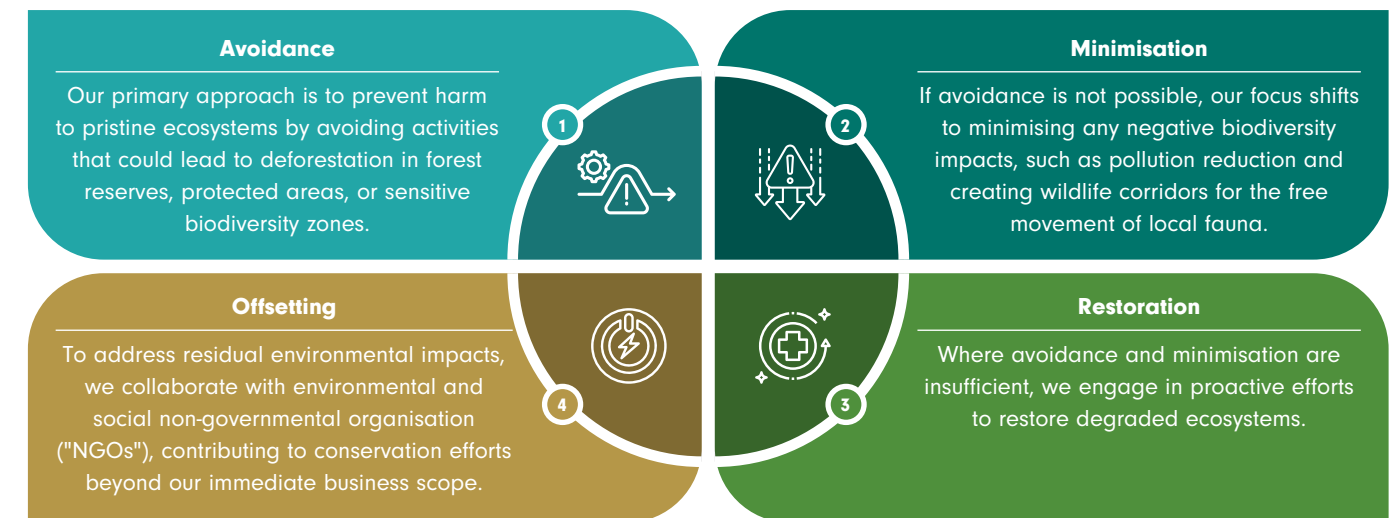 Avoidance
Our primary approach is to prevent harm
to pristine ecosystems by avoiding activities
that could lead to deforestation in forest
reserves, protected areas, or sensitive
biodiversity zones.
1
Minimisation
If avoidance is not possible, our focus shifts
to minimising any negative biodiversity
impacts, such as pollution reduction and
creating wildlife corridors for the free
movement of local fauna.
2
Restoration
Where avoidance and minimisation are
insufficient, we engage in proactive efforts
to restore degraded ecosystems.
3
Offsetting
To address residual environmental impacts,
we collaborate with environmental and
social non-governmental organisation
("NGOs"), contributing to conservation efforts
beyond our immediate business scope.
4